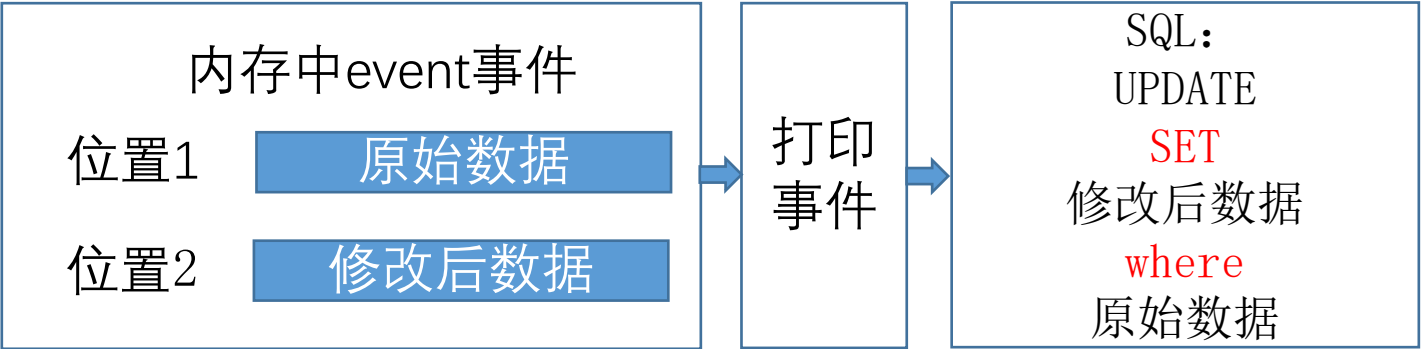 内存中event事件
位置1
原始数据
位置2
修改后数据
打印
事件
SQL：
UPDATE
SET
修改后数据
where
原始数据